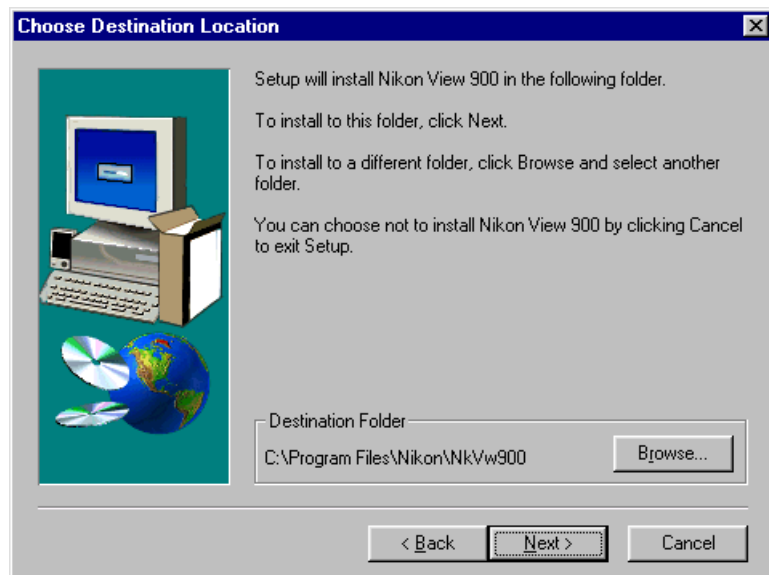 Choose Destination Location
Setup will install Nikon View 900 in the following folder.
To install to this folder, click Next.
To install to a different folder, click Browse and select another
folder.
You can choose not to install Nikon View 900 by clicking Cancel
to exit Setup.
Destination Folder
C:\Program Files\Nikon\NkVw900
Browse...
< Back
Next >
Cancel